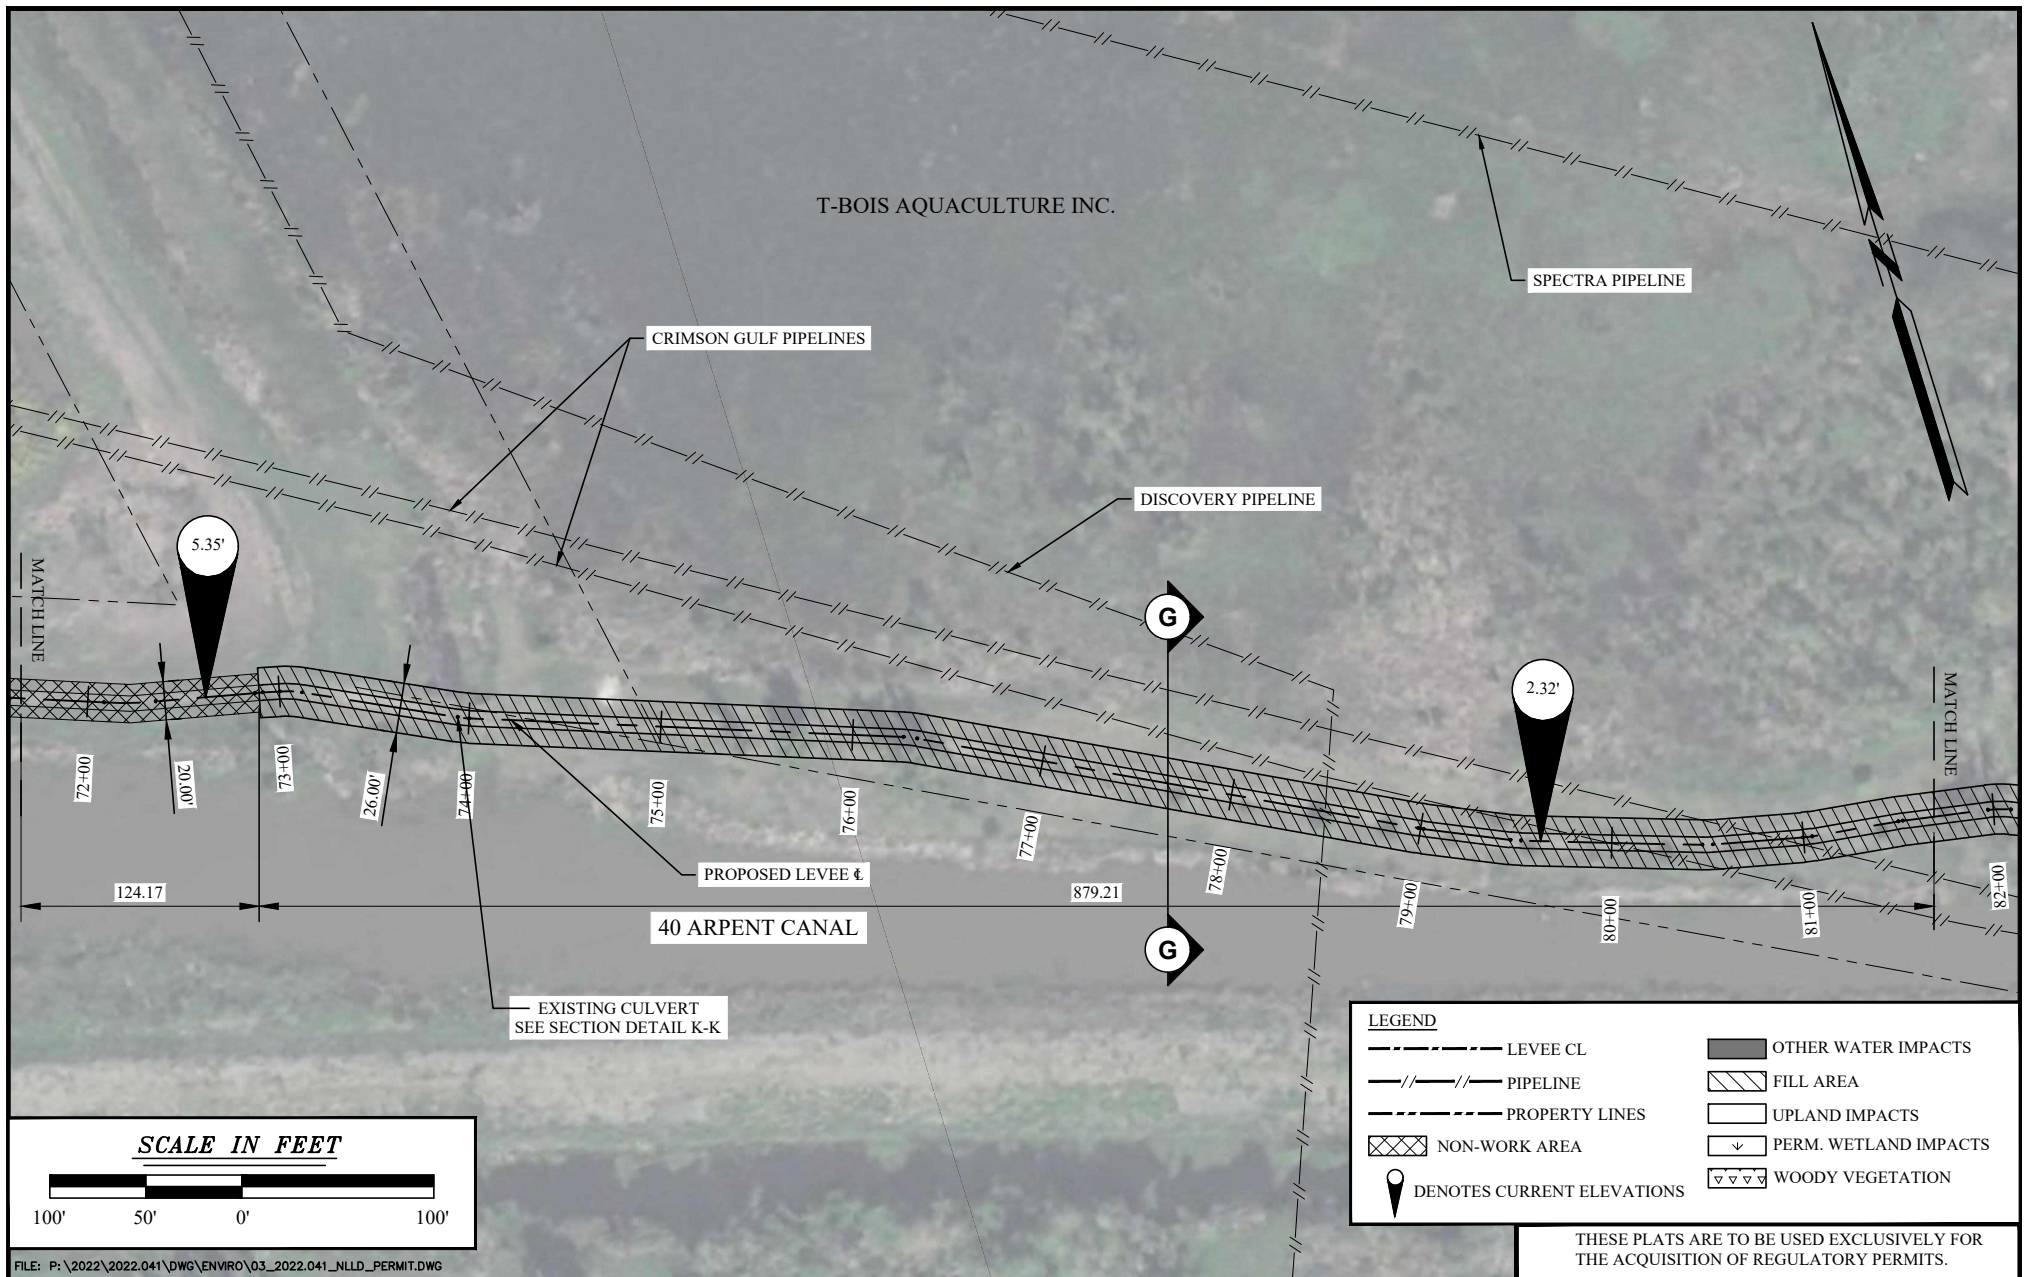 T-BOIS AQUACULTURE INC.
SPECTRA PIPELINE
CRIMSON GULF PIPELINES
DISCOVERY PIPELINE
5.35'
MATCH LINE
G
2.32'
MATCH LINE
72+00
20.00'
73+00
26.00'
74+00
75+00
76+00
77+00
78+00
79+00
80+00
81+00
82+00
PROPOSED LEVEE ℄
124.17
879.21
40 ARPENT CANAL
G
EXISTING CULVERT
SEE SECTION DETAIL K-K
LEGEND
LEVEE CL
PIPELINE
PROPERTY LINES
NON-WORK AREA
DENOTES CURRENT ELEVATIONS
OTHER WATER IMPACTS
FILL AREA
UPLAND IMPACTS
PERM. WETLAND IMPACTS
WOODY VEGETATION
SCALE IN FEET
100' 50' 0' 100'
THESE PLATS ARE TO BE USED EXCLUSIVELY FOR
THE ACQUISITION OF REGULATORY PERMITS.
FILE: P:\2022\2022.041\DWG\ENVIRO\03_2022.041_NLLD_PERMIT.DWG